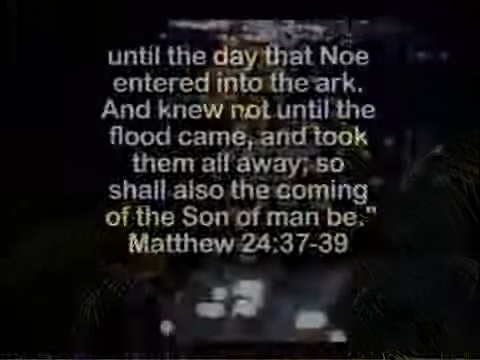 until the day that Noe
entered into the ark.
And knew not until the
flood came, and took
them all away; so
shall also the coming
of the Son of man be."
Matthew 24:37-39